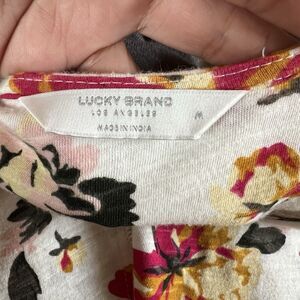 LUCKY BRAND
LOS ANGELES
M
MADE IN INDIA